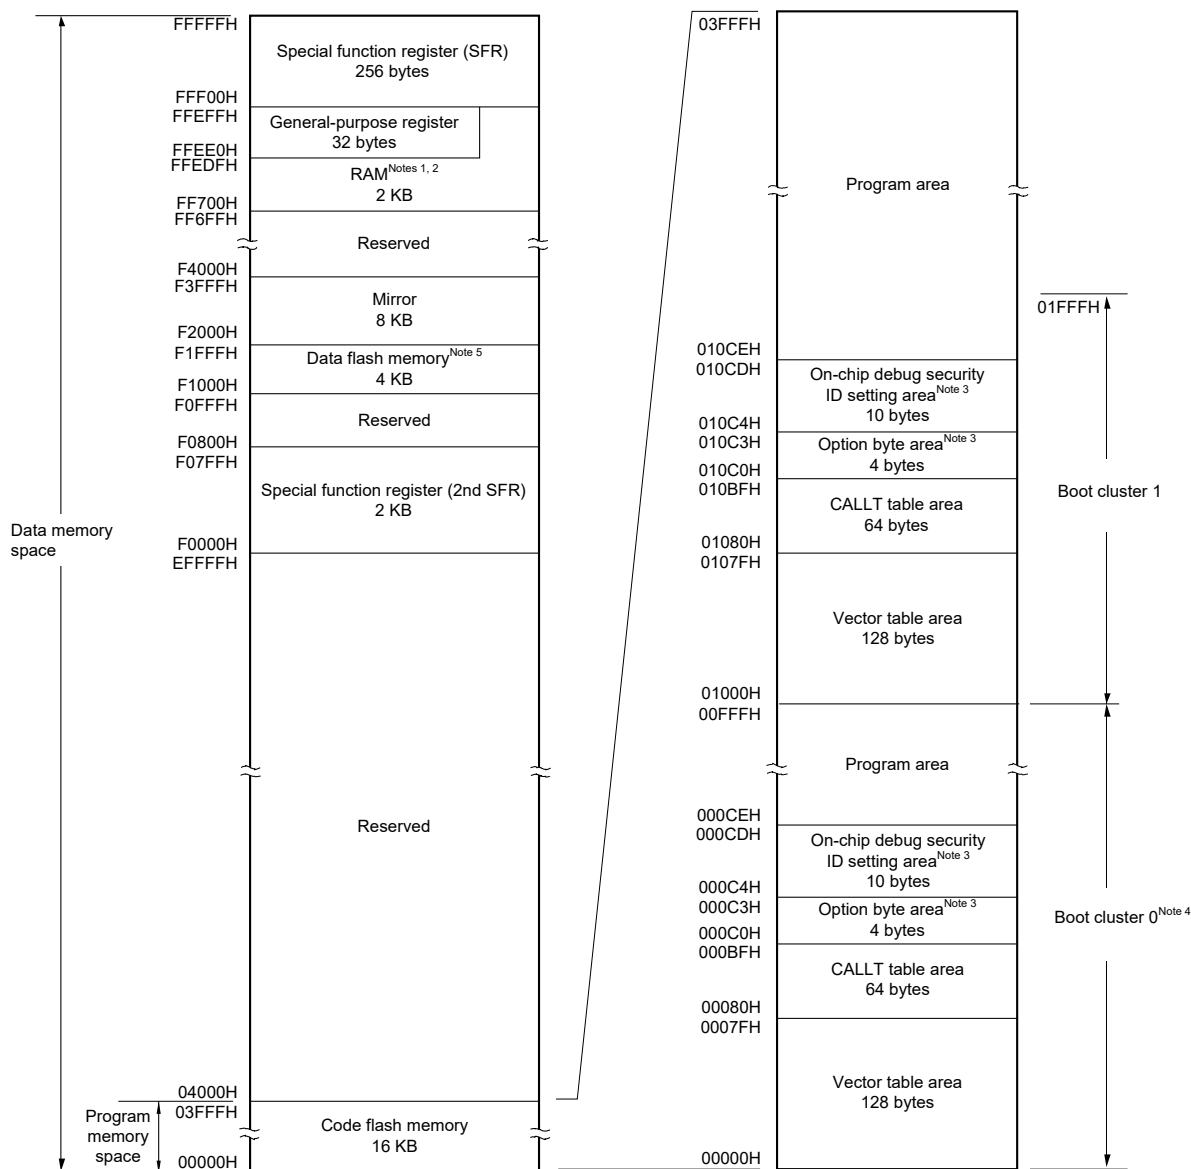 FFFFFH
Special function register (SFR)
256 bytes
FFF00H
FFEFFH
General-purpose register
32 bytes
FFEE0H
FFEDFH
RAMNotes 1, 2
2 KB
FF700H
FF6FFH
Reserved
F4000H
F3FFFH
Mirror
8 KB
F2000H
F1FFFH
Data flash memoryNote 5
4 KB
F1000H
F0FFFH
Reserved
F0800H
F07FFH
Special function register (2nd SFR)
2 KB
Data memory
space
F0000H
EFFFFH
Reserved
04000H
03FFFH
Program
memory
space
Code flash memory
16 KB
00000H
03FFFH
Program area
01FFFH
010CEH
010CDH
On-chip debug security
ID setting areaNote 3
10 bytes
010C4H
010C3H
Option byte areaNote 3
4 bytes
010C0H
010BFH
Boot cluster 1
CALLT table area
64 bytes
01080H
0107FH
Vector table area
128 bytes
01000H
00FFFH
Program area
000CEH
000CDH
On-chip debug security
ID setting areaNote 3
10 bytes
000C4H
000C3H
Option byte areaNote 3
4 bytes
Boot cluster 0Note 4
000C0H
000BFH
CALLT table area
64 bytes
00080H
0007FH
Vector table area
128 bytes
00000H